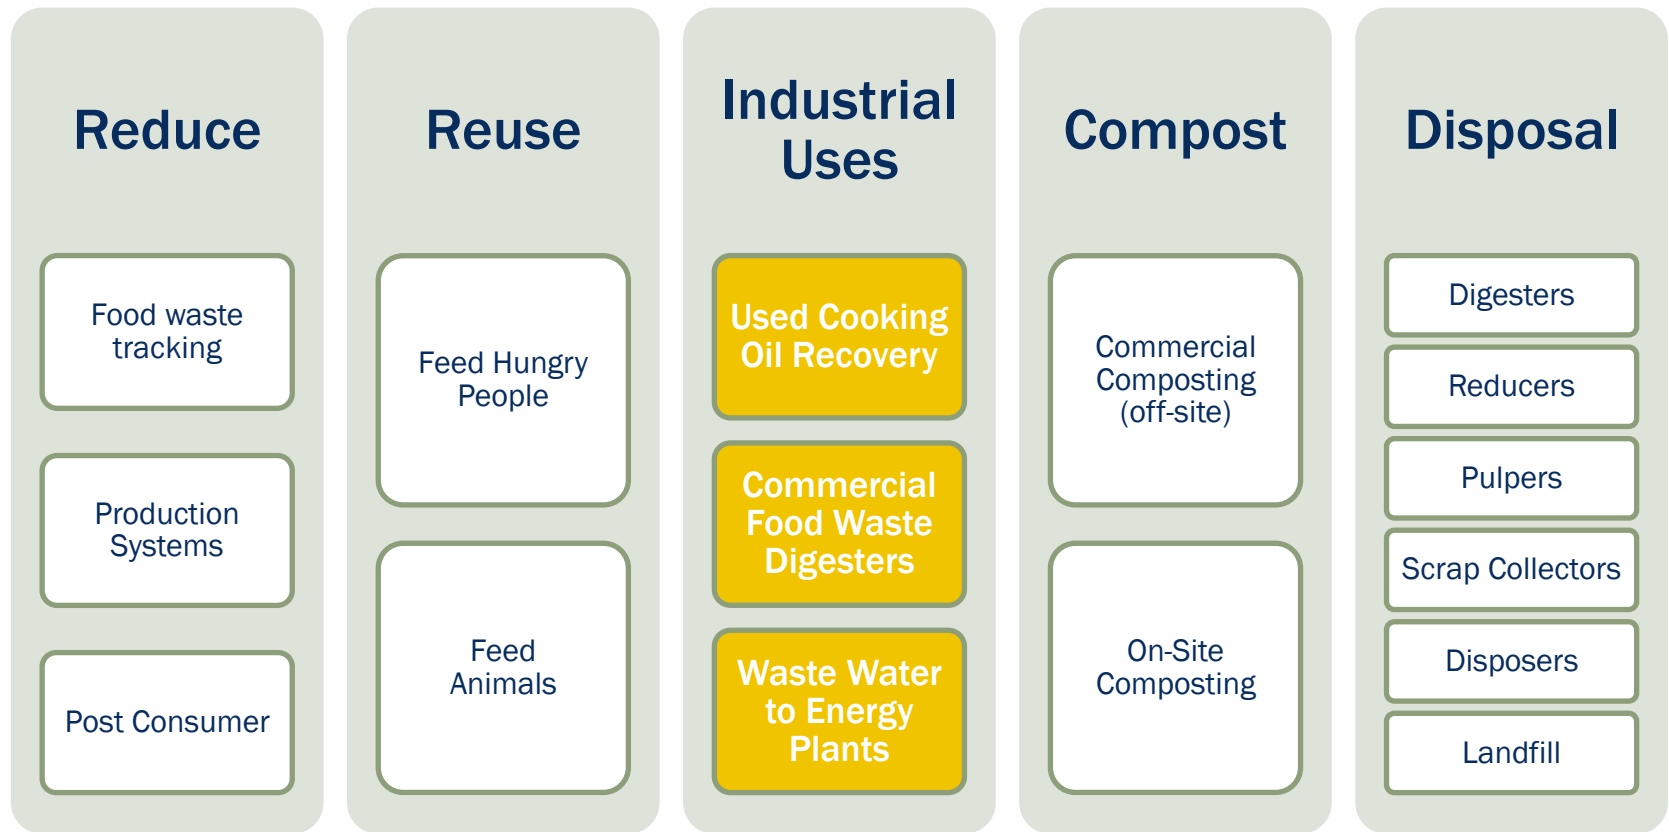 Reduce
Food waste
tracking
Production
Systems
Post Consumer
Reuse
Feed Hungry
People
Feed
Animals
Industrial
Uses
Used Cooking
Oil Recovery
Commercial
Food Waste
Digesters
Waste Water
to Energy
Plants
Compost
Commercial
Composting
(off-site)
On-Site
Composting
Disposal
Digesters
Reducers
Pulpers
Scrap Collectors
Disposers
Landfill